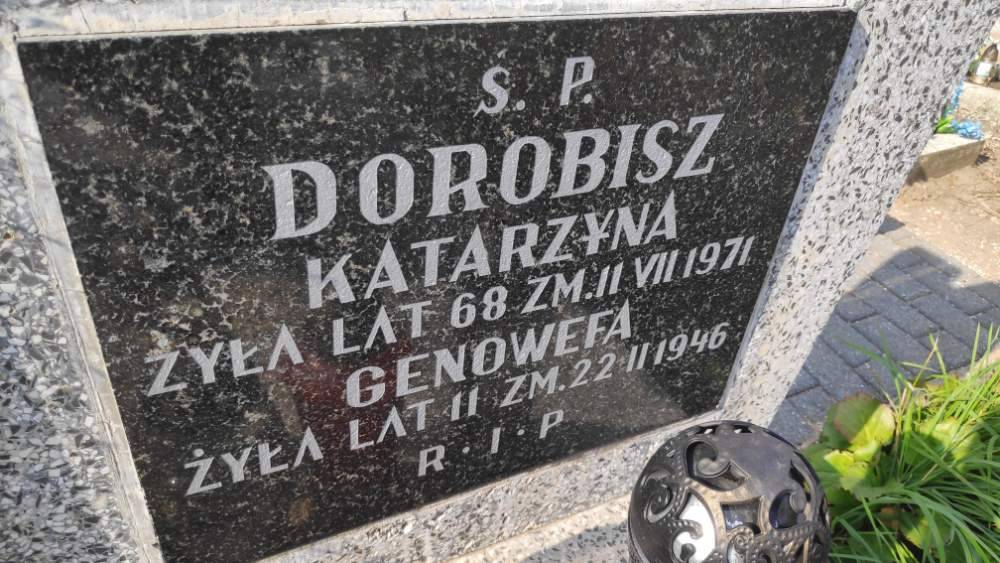 Ś. P.
DOROBISZ
KATARZYNA
ŻYŁA LAT 68 ZM. 11 VII 1971
GENOWEFA
ŻYŁA LAT 11 ZM. 22 II 1946
R · I · P